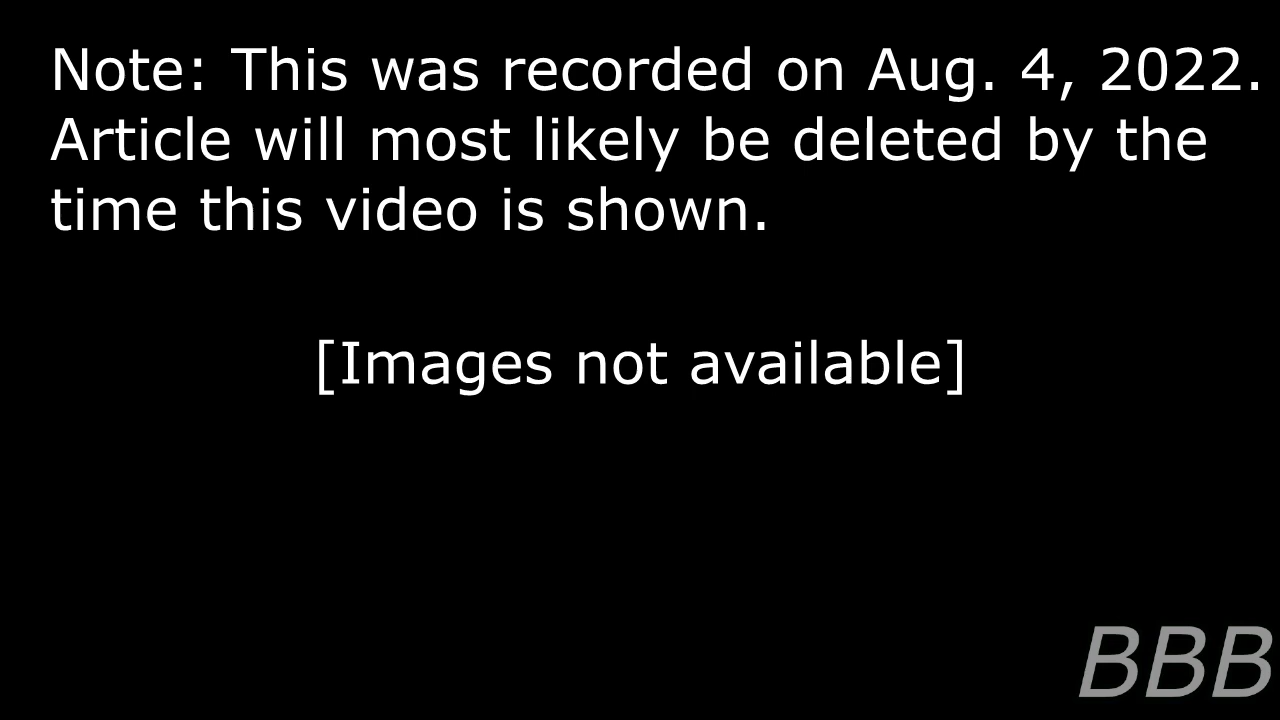 Note: This was recorded on Aug. 4, 2022.
Article will most likely be deleted by the
time this video is shown.
[Images not available]
BBB